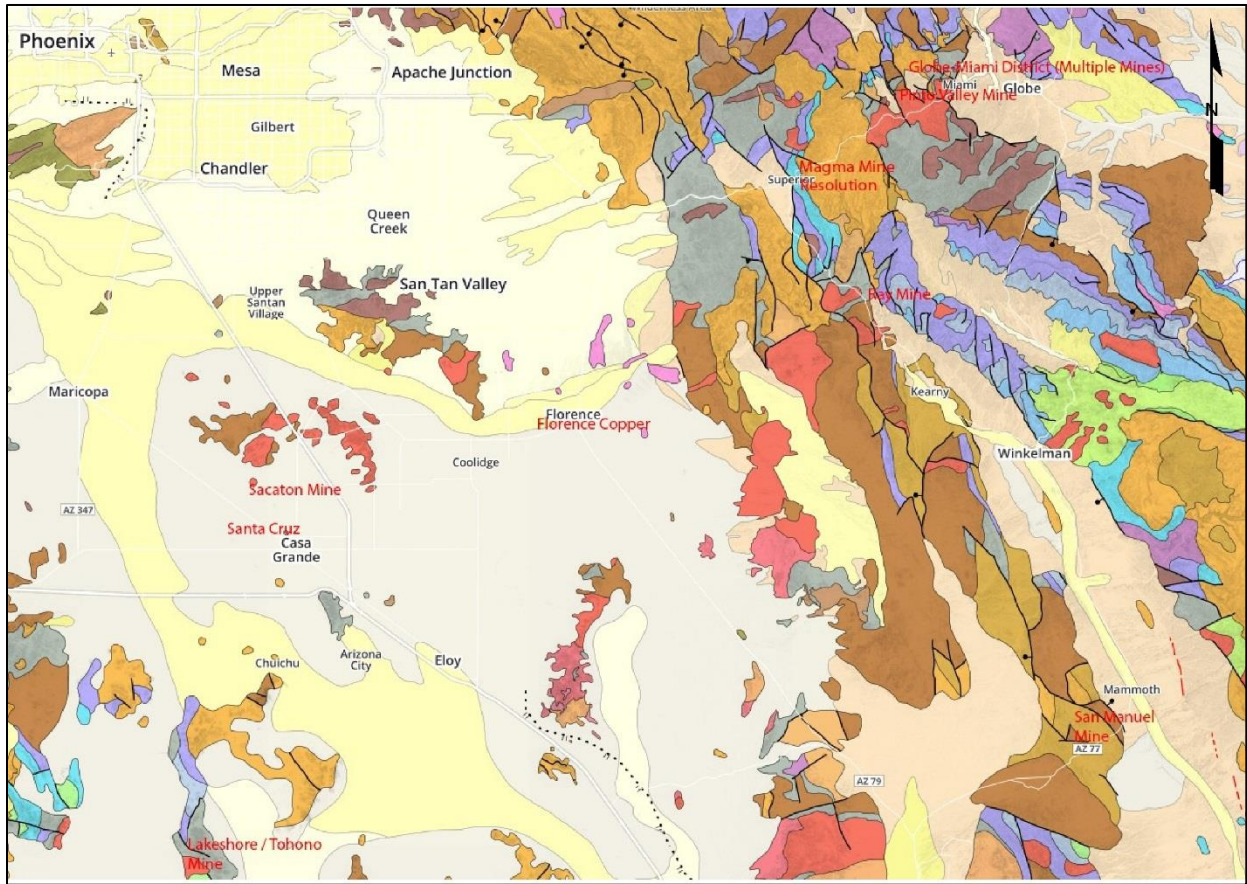 Wilderness Area
Phoenix
Mesa
Apache Junction
Globe-Miami District (Multiple Mines)
Miami
Globe
Pinto Valley Mine
Gilbert
N
Chandler
Magma Mine
Resolution
Superior
Queen
Creek
San Tan Valley
Upper
Santan
Village
Ray Mine
Maricopa
Kearny
Florence
Florence Copper
Winkelman
Coolidge
Sacaton Mine
AZ 347
Santa Cruz
Casa
Grande
Chuichu
Arizona
City
Eloy
Mammoth
San Manuel
Mine
AZ 77
AZ 79
Lakeshore / Tohono
Mine